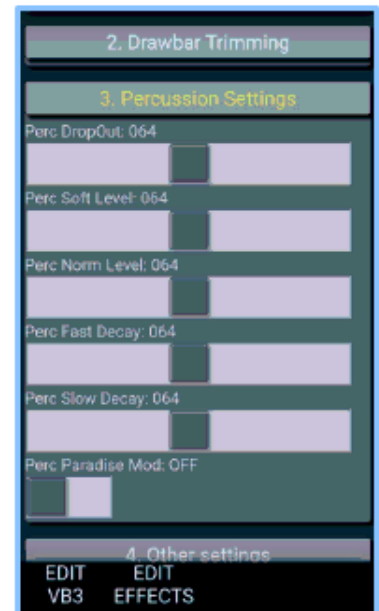 2. Drawbar Trimming
3. Percussion Settings
Perc DropOut: 064
Perc Soft Level: 064
Perc Norm Level: 064
Perc Fast Decay: 064
Perc Slow Decay: 064
Perc Paradise Mod: OFF
4. Other settings
EDIT EDIT
VB3 EFFECTS